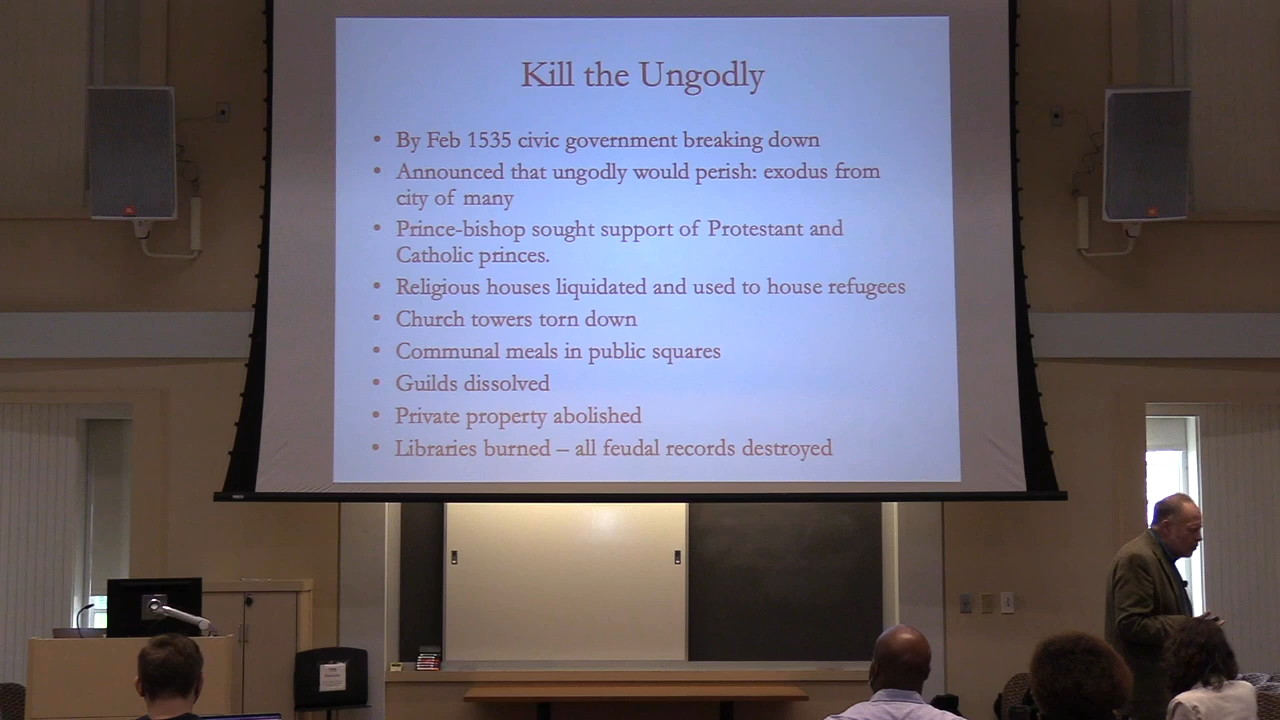 Kill the Ungodly
• By Feb 1535 civic government breaking down
• Announced that ungodly would perish: exodus from
city of many
• Prince-bishop sought support of Protestant and
Catholic princes.
• Religious houses liquidated and used to house refugees
• Church towers torn down
• Communal meals in public squares
• Guilds dissolved
• Private property abolished
• Libraries burned – all feudal records destroyed